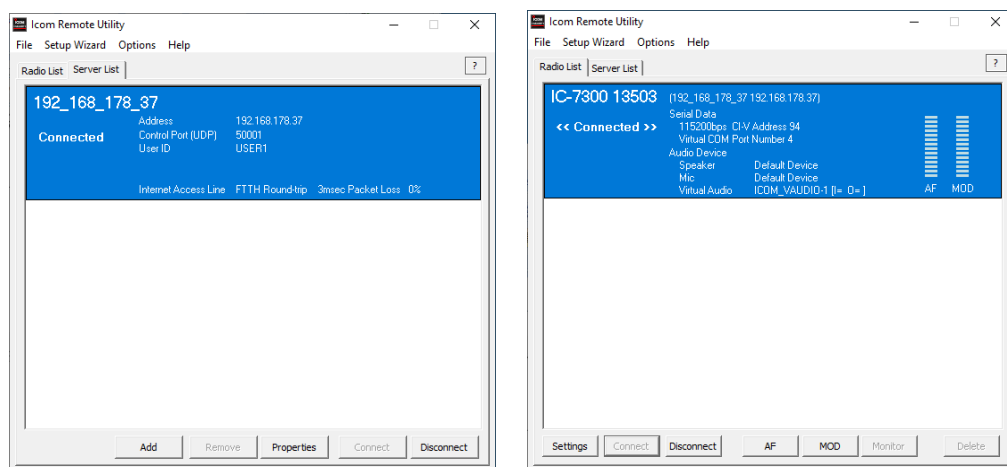 Icom Remote Utility
File Setup Wizard Options Help
Radio List Server List ?
192_168_178_37
Connected
Address 192.168.178.37
Control Port (UDP) 50001
User ID USER1
Internet Access Line FTTH Round-trip 3msec Packet Loss 0%
Add Remove Properties Connect Disconnect
Icom Remote Utility
File Setup Wizard Options Help
Radio List Server List ?
IC-7300 13503 (192_168_178_37 192.168.178.37)
<< Connected >>
Serial Data
115200bps CI-V Address 94
Virtual COM Port Number 4
Audio Device
Speaker Default Device
Mic Default Device
Virtual Audio ICOM_VAUDIO-1 [I= O= ]
AF MOD
Settings Connect Disconnect AF MOD Monitor Delete